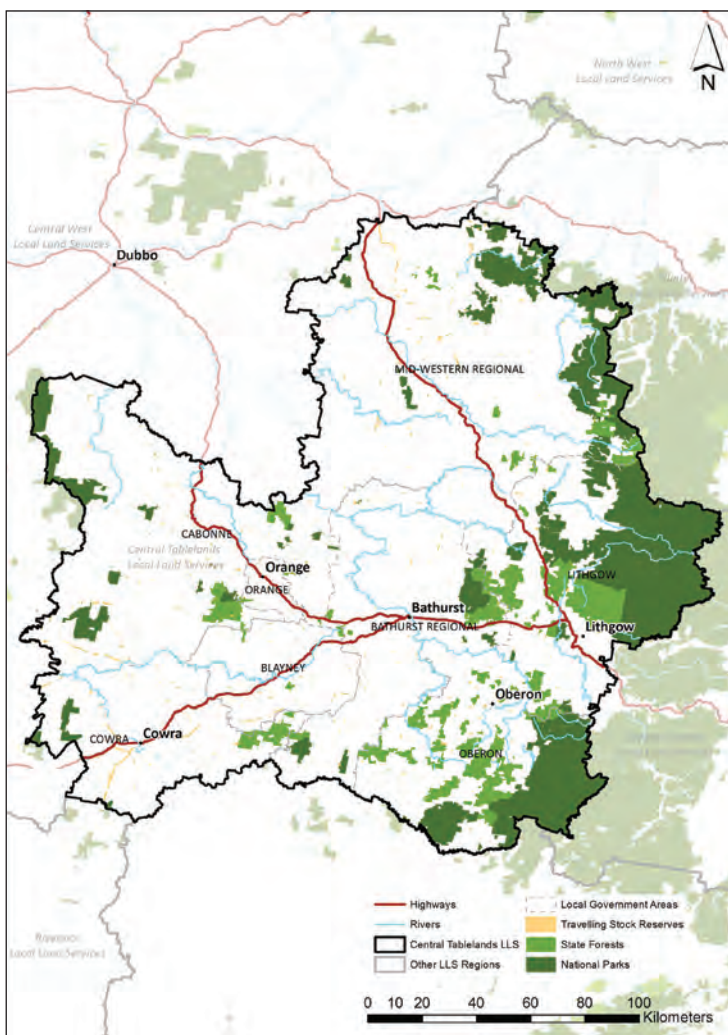 North West
Local Land Services
N
Central West
Local Land Services
Dubbo
MID-WESTERN REGIONAL
CABONNE
Central Tablelands
Local Land Services
Orange
ORANGE
LITHGOW
Bathurst
BATHURST REGIONAL
Lithgow
BLAYNEY
Oberon
Cowra
COWRA
OBERON
Riverina
Local Land Services
Highways
Rivers
Central Tablelands LLS
Other LLS Regions
Local Government Areas
Travelling Stock Reserves
State Forests
National Parks
0 10 20 40 60 80 100
Kilometers